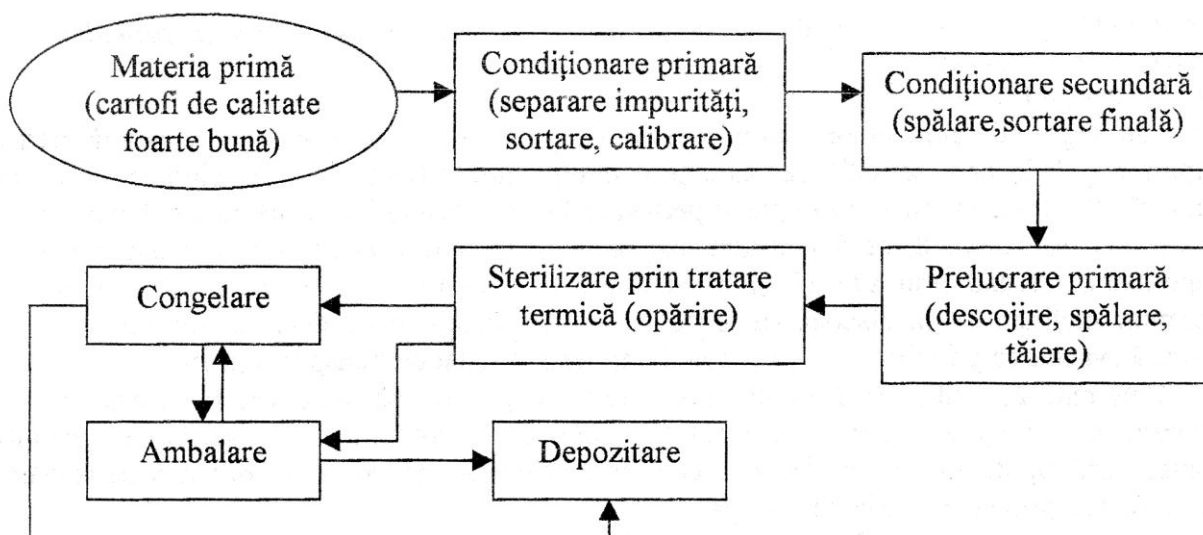 Materia primă
(cartofi de calitate
foarte bună)
Condiționare primară
(separare impurități,
sortare, calibrare)
Condiționare secundară
(spălare,sortare finală)
Prelucrare primară
(descojire, spălare,
tăiere)
Sterilizare prin tratare
termică (opărire)
Congelare
Ambalare
Depozitare